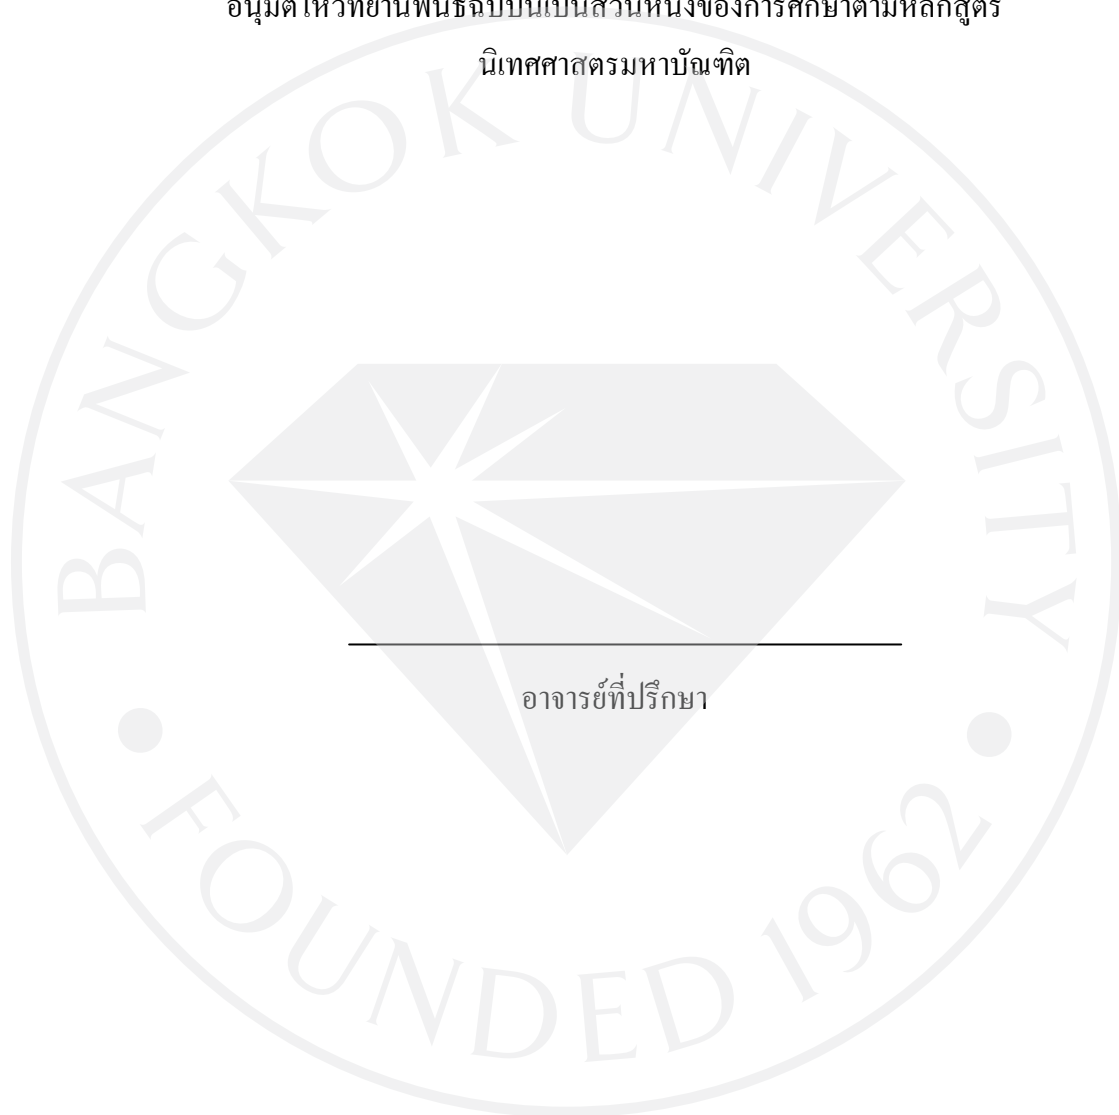 อนุมัติให้วิทยานิพนธ์ฉบับนี้เป็นส่วนหนึ่งของการศึกษาตามหลักสูตร
นิเทศศาสตรมหาบัณฑิต
BANGKOK UNIVERSITY
อาจารย์ที่ปรึกษา
FOUNDED 1962